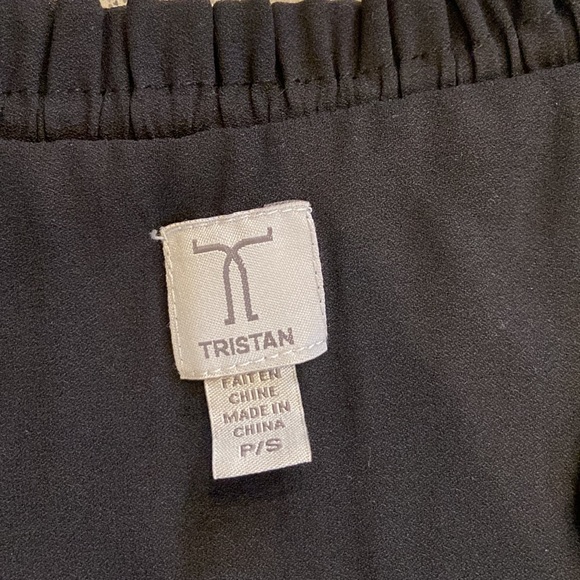 TRISTAN
FAIT EN
CHINE
MADE IN
CHINA
P/S